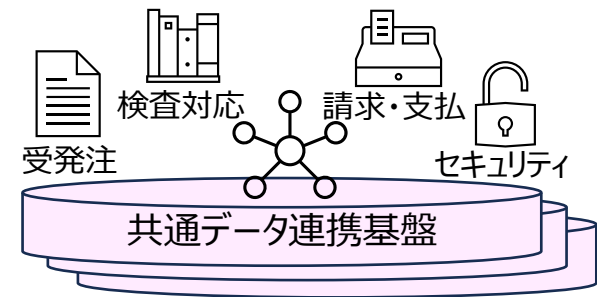 検査対応
請求・支払
受発注
セキュリティ
共通データ連携基盤